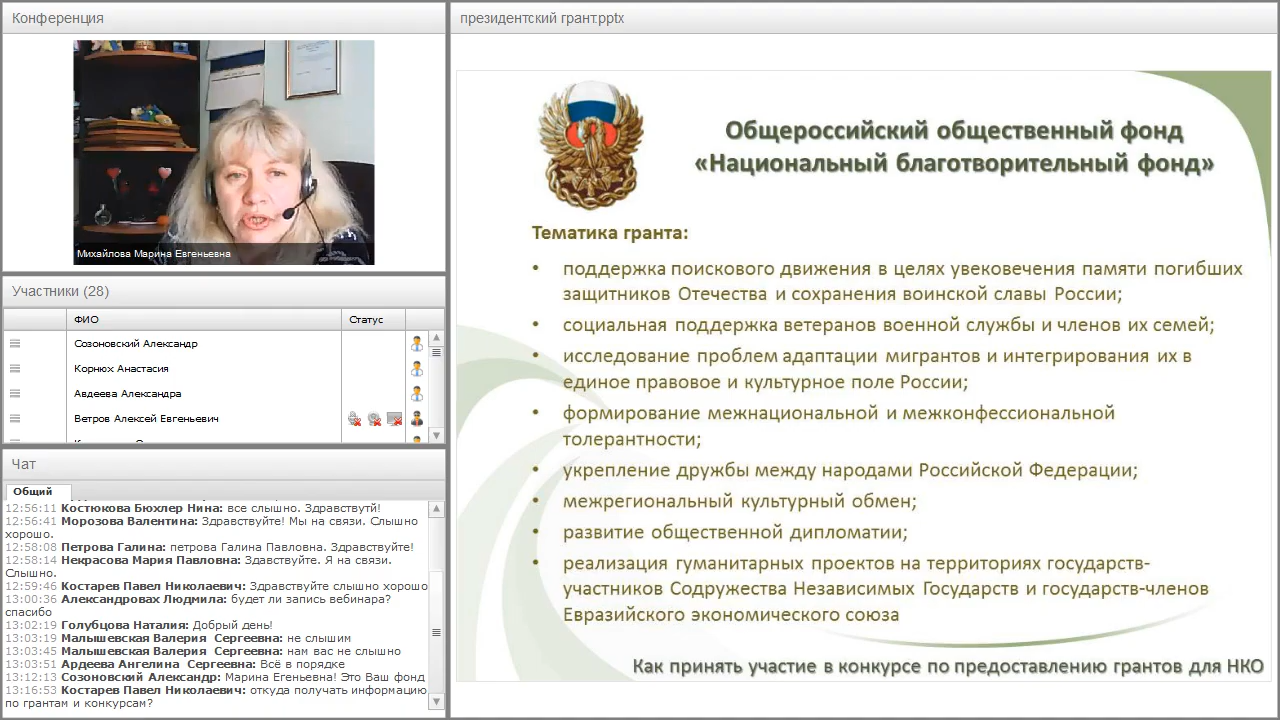 Конференция
Михайлова Марина Евгеньевна
Участники (28)
ФИО
Статус
Созоновский Александр
Корнюх Анастасия
Авдеева Александра
Ветров Алексей Евгеньевич
Чат
Общий
12:56:11 Костюкова Бюхлер Нина: все слышно. Здравствутй!
12:56:41 Морозова Валентина: Здравствуйте! Мы на связи. Слышно
хорошо.
12:58:08 Петрова Галина: петрова Галина Павловна. Здравствуйте!
12:58:14 Некрасова Мария Павловна: Здавствуйте. Я на связи.
Слышно.
12:59:46 Костарев Павел Николаевич: Здравствуйте слышно хорошо
13:00:36 Александровах Людмила: будет ли запись вебинара?
спасибо
13:02:19 Голубцова Наталия: Добрый день!
13:03:19 Малышевская Валерия Сергеевна: не слышим
13:03:45 Малышевская Валерия Сергеевна: нам вас не слышно
13:03:51 Ардеева Ангелина Сергеевна: Всё в порядке
13:12:13 Созоновский Александр: Марина Егеньевна! Это Ваш фонд
13:16:53 Костарев Павел Николаевич: откуда получать информацию
по грантам и конкурсам?
президентский грант.pptx
Общероссийский общественный фонд
«Национальный благотворительный фонд»
Тематика гранта:
• поддержка поискового движения в целях увековечения памяти погибших
защитников Отечества и сохранения воинской славы России;
• социальная поддержка ветеранов военной службы и членов их семей;
• исследование проблем адаптации мигрантов и интегрирования их в
единое правовое и культурное поле России;
• формирование межнациональной и межконфессиональной
толерантности;
• укрепление дружбы между народами Российской Федерации;
• межрегиональный культурный обмен;
• развитие общественной дипломатии;
• реализация гуманитарных проектов на территориях государств-
участников Содружества Независимых Государств и государств-членов
Евразийского экономического союза
Как принять участие в конкурсе по предоставлению грантов для НКО